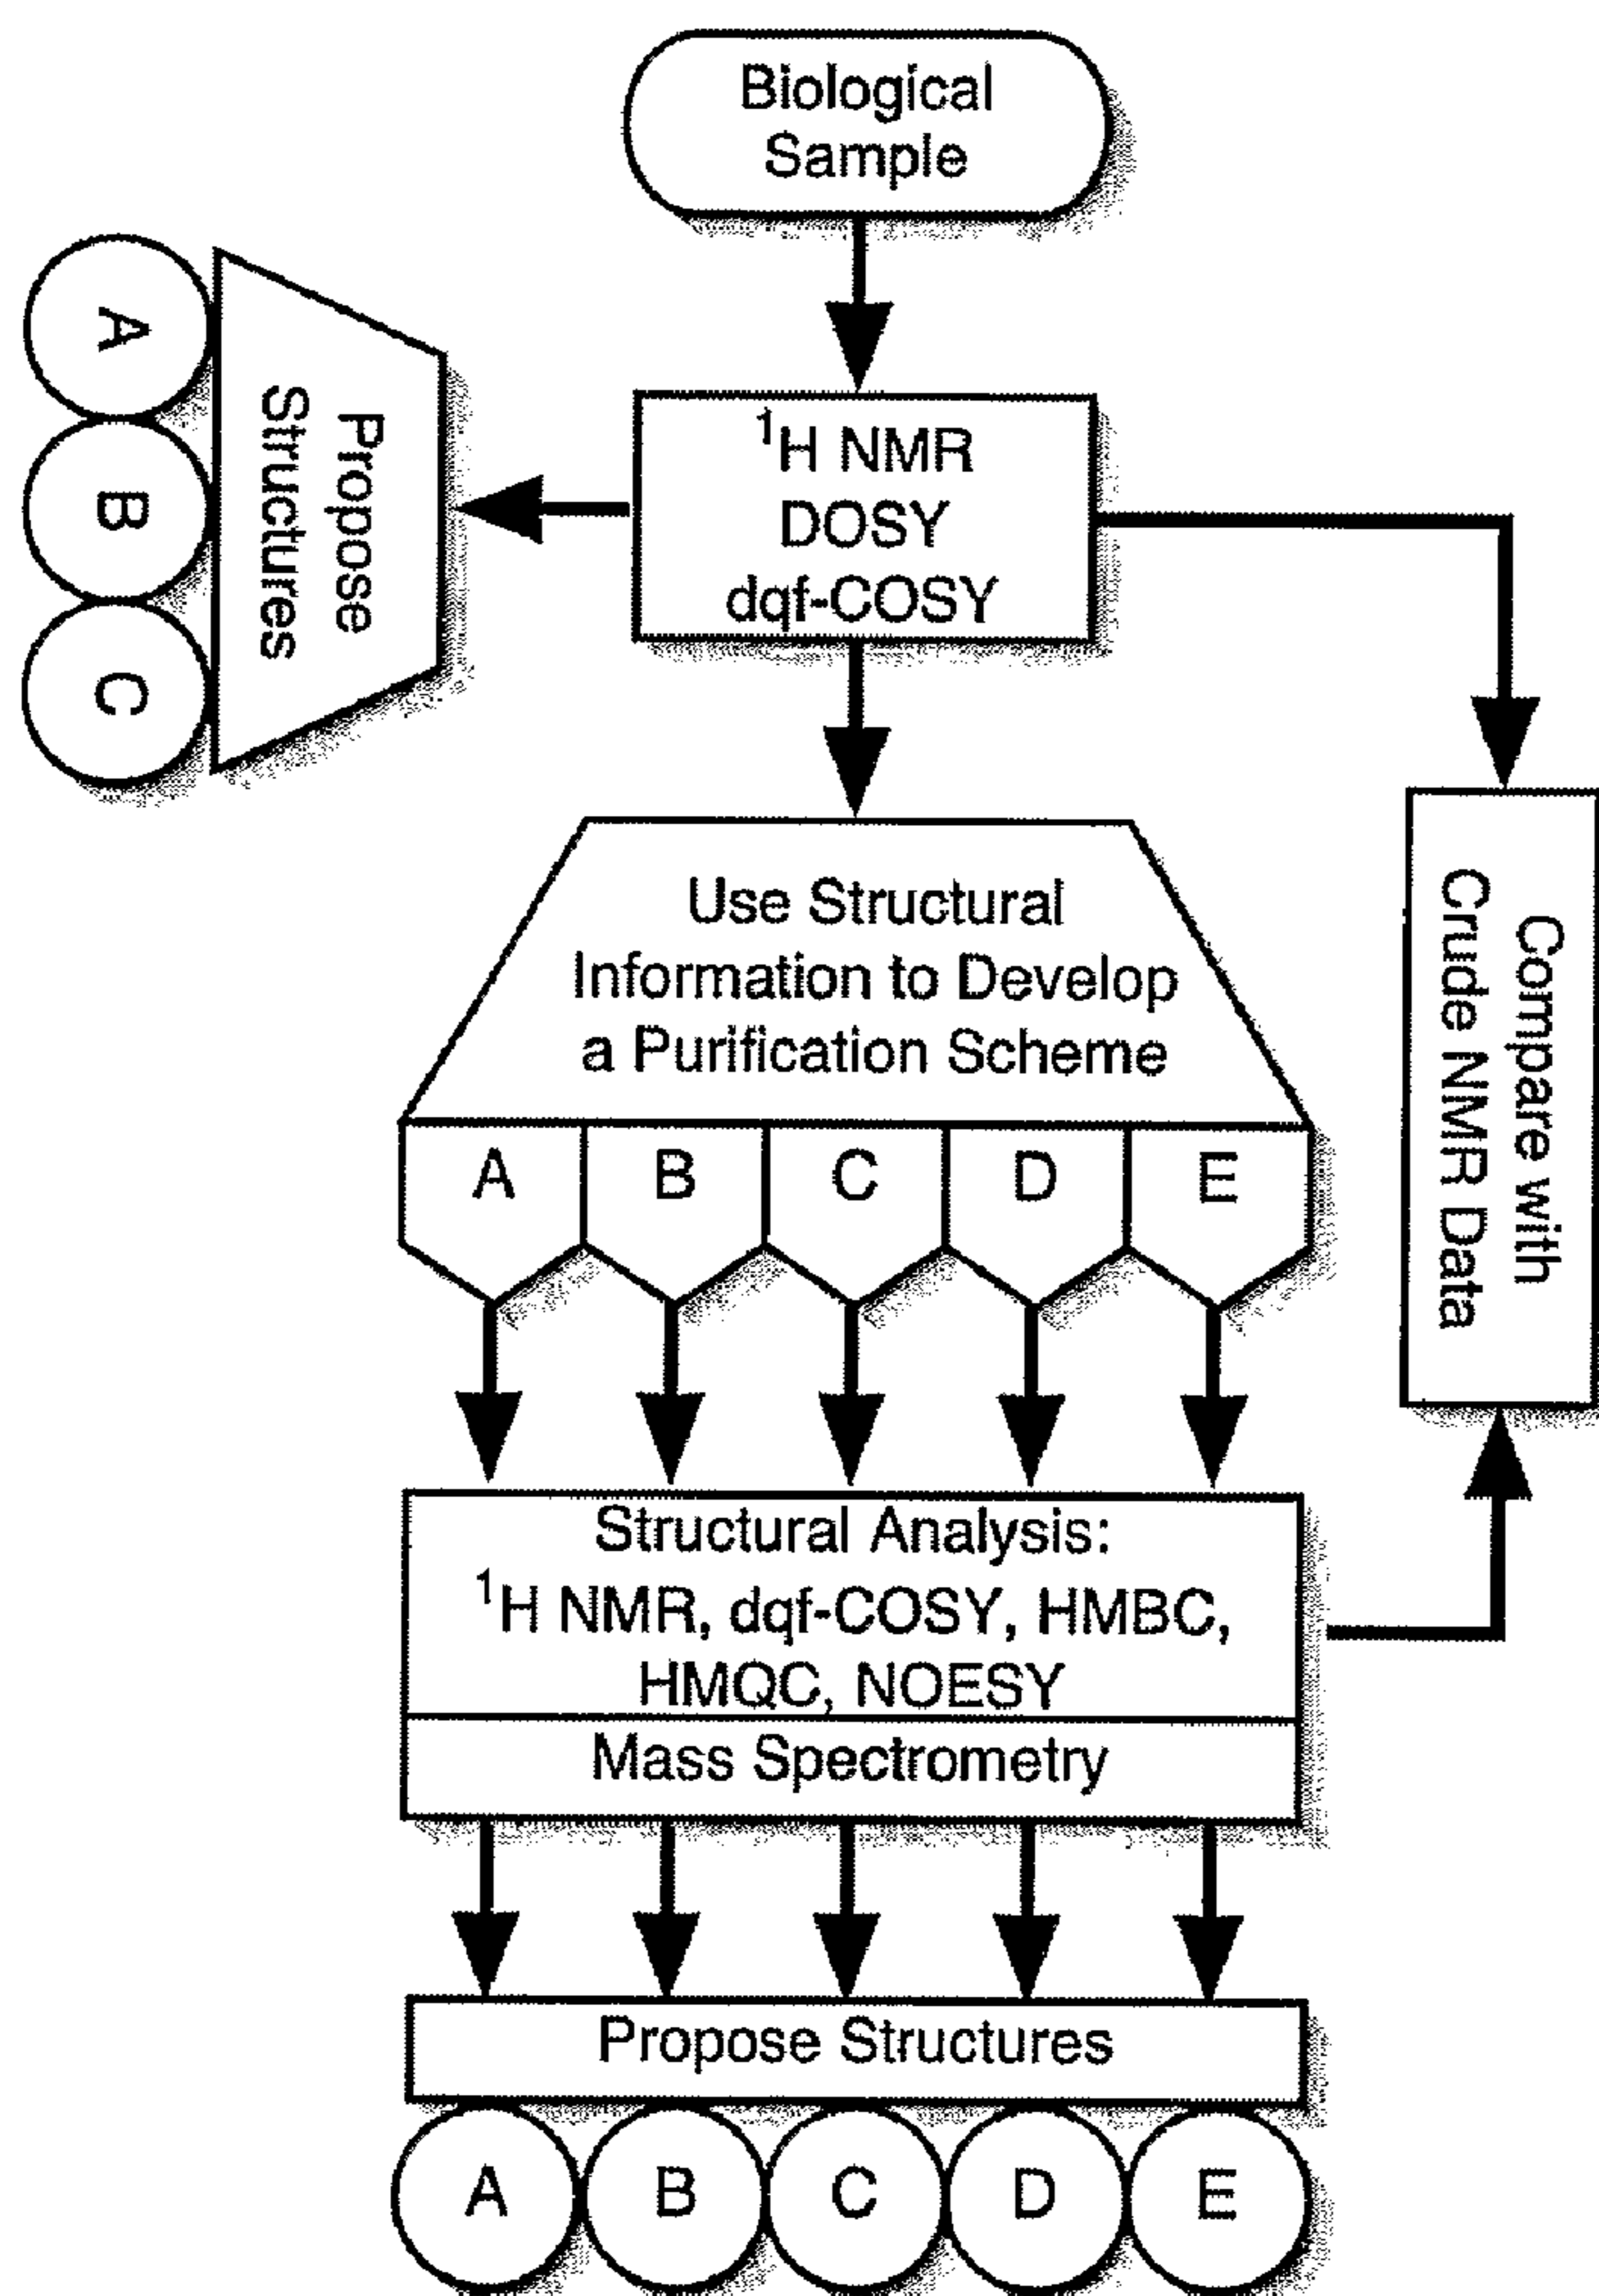 Biological
Sample
¹H NMR
DOSY
dqf-COSY
Propose
Structures
A
B
C
Compare with
Crude NMR Data
Use Structural
Information to Develop
a Purification Scheme
A B C D E
Structural Analysis:
¹H NMR, dqf-COSY, HMBC,
HMQC, NOESY
Mass Spectrometry
Propose Structures
A B C D E